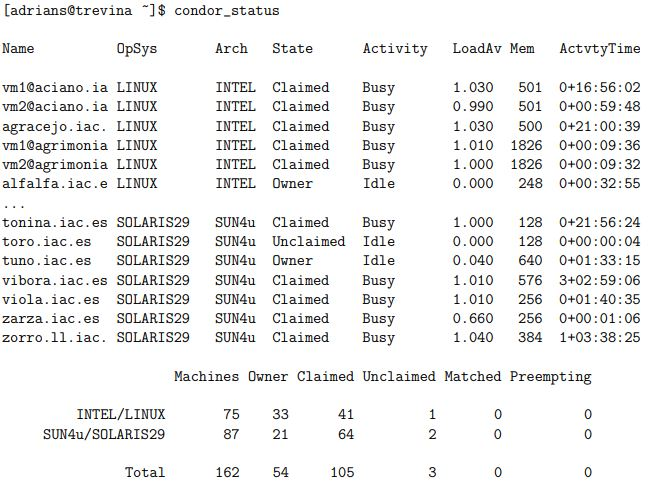 [adrians@trevina ~]$ condor_status
Name OpSys Arch State Activity LoadAv Mem ActvtyTime
vm1@aciano.ia LINUX INTEL Claimed Busy 1.030 501 0+16:56:02
vm2@aciano.ia LINUX INTEL Claimed Busy 0.990 501 0+00:59:48
agracejo.iac. LINUX INTEL Claimed Busy 1.030 500 0+21:00:39
vm1@agrimonia LINUX INTEL Claimed Busy 1.010 1826 0+00:09:36
vm2@agrimonia LINUX INTEL Claimed Busy 1.000 1826 0+00:09:32
alfalfa.iac.e LINUX INTEL Owner Idle 0.000 248 0+00:32:55
...
tonina.iac.es SOLARIS29 SUN4u Claimed Busy 1.000 128 0+21:56:24
toro.iac.es SOLARIS29 SUN4u Unclaimed Idle 0.000 128 0+00:00:04
tuno.iac.es SOLARIS29 SUN4u Owner Idle 0.040 640 0+01:33:15
vibora.iac.es SOLARIS29 SUN4u Claimed Busy 1.010 576 3+02:59:06
viola.iac.es SOLARIS29 SUN4u Claimed Busy 1.010 256 0+01:40:35
zarza.iac.es SOLARIS29 SUN4u Claimed Busy 0.660 256 0+00:01:06
zorro.ll.iac. SOLARIS29 SUN4u Claimed Busy 1.040 384 1+03:38:25
Machines Owner Claimed Unclaimed Matched Preempting
INTEL/LINUX 75 33 41 1 0 0
SUN4u/SOLARIS29 87 21 64 2 0 0
Total 162 54 105 3 0 0